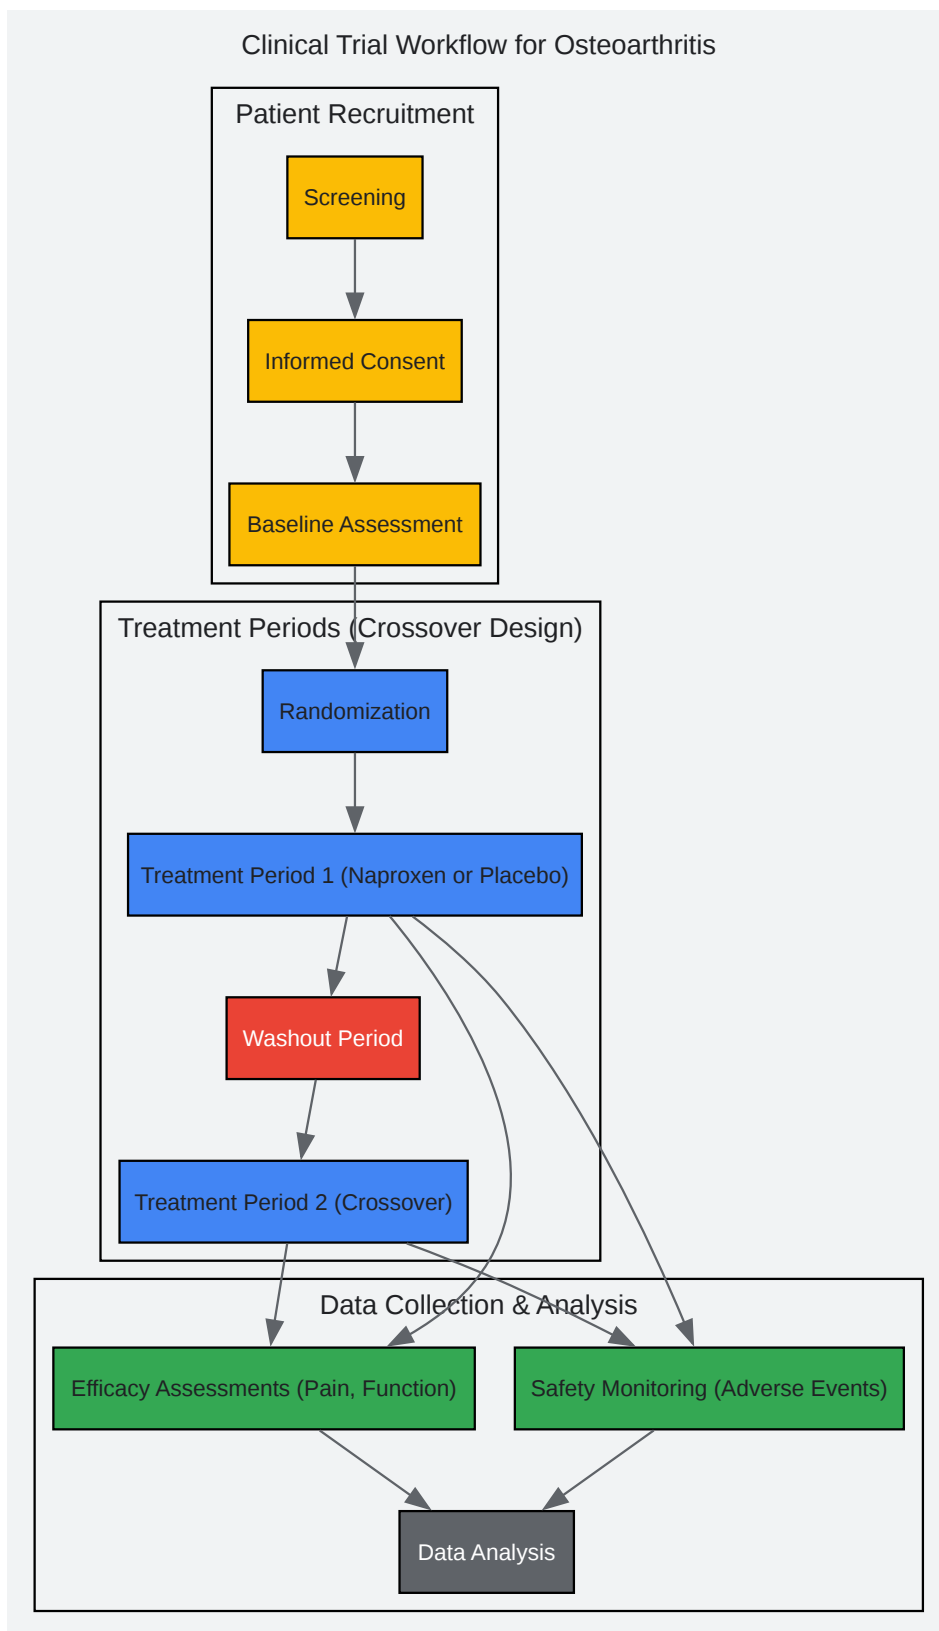 Clinical Trial Workflow for Osteoarthritis
Patient Recruitment
Screening
Informed Consent
Baseline Assessment
Treatment Periods (Crossover Design)
Randomization
Treatment Period 1 (Naproxen or Placebo)
Washout Period
Treatment Period 2 (Crossover)
Data Collection & Analysis
Efficacy Assessments (Pain, Function)
Safety Monitoring (Adverse Events)
Data Analysis